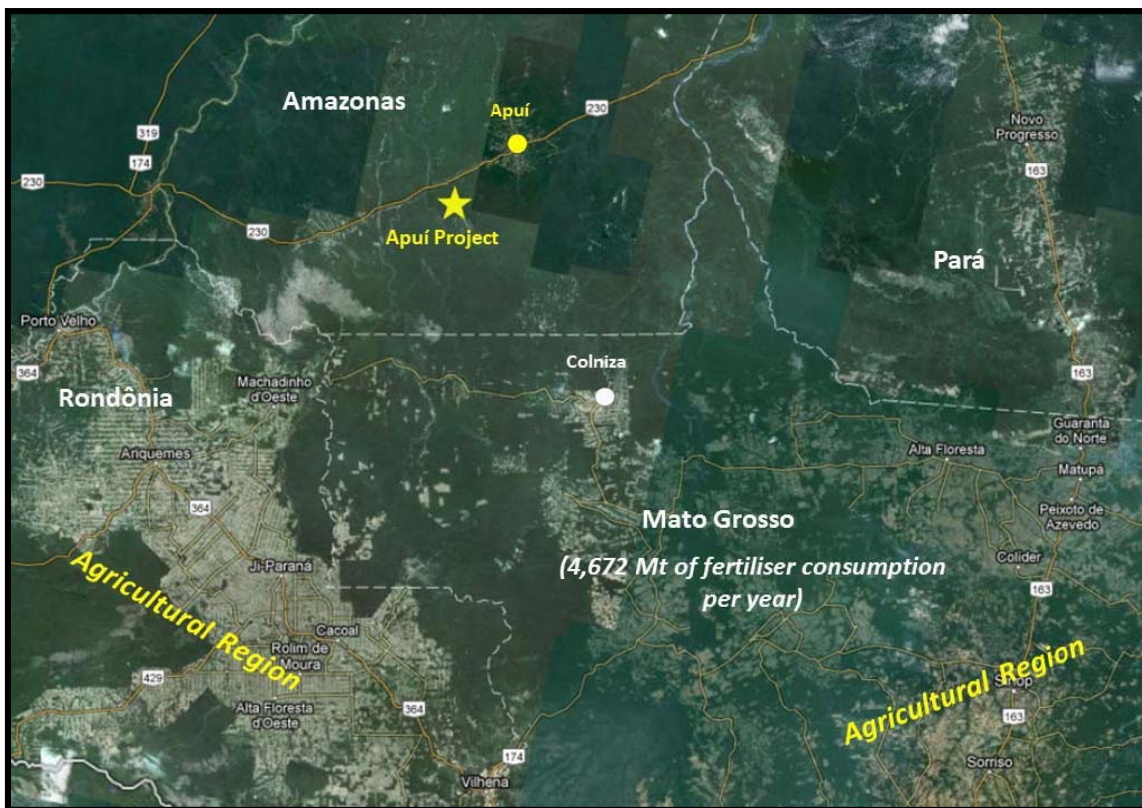 319
174
230
Amazonas
Apuí
230
Apuí Project
230
Novo
Progresso
163
Pará
Porto Velho
364
Rondônia
Machadinho
d'Oeste
Colniza
163
Guarantã
do Norte
Ariquemes
364
Alta Floresta
Matupá
Peixoto de
Azevedo
Mato Grosso
(4,672 Mt of fertiliser consumption
per year)
Colíder
163
Agricultural Region
Ji-Paraná
Cacoal
Rolim de
Moura
429
Alta Floresta
d'Oeste
364
Agricultural Region
Sinop
163
174
Vilhena
Sorriso